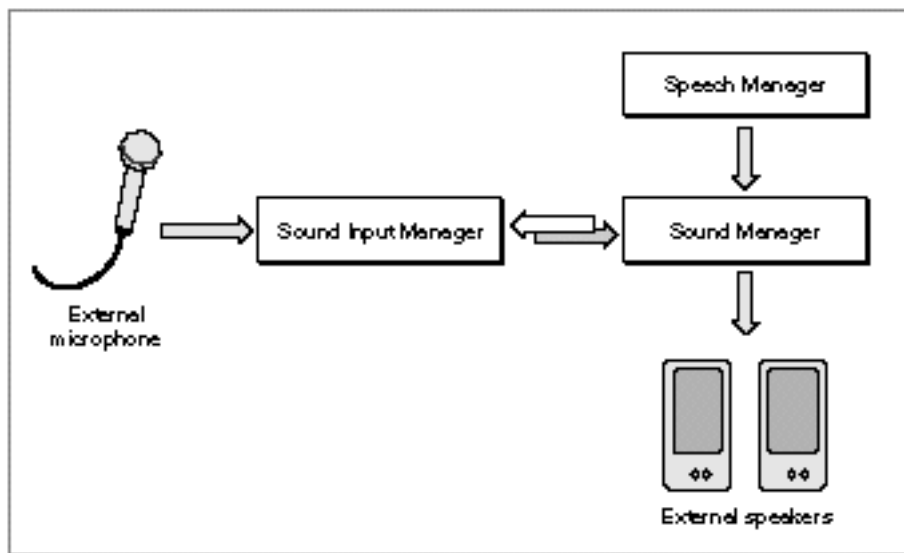 Speech Manager
Sound Input Manager
Sound Manager
External
microphone
External speakers